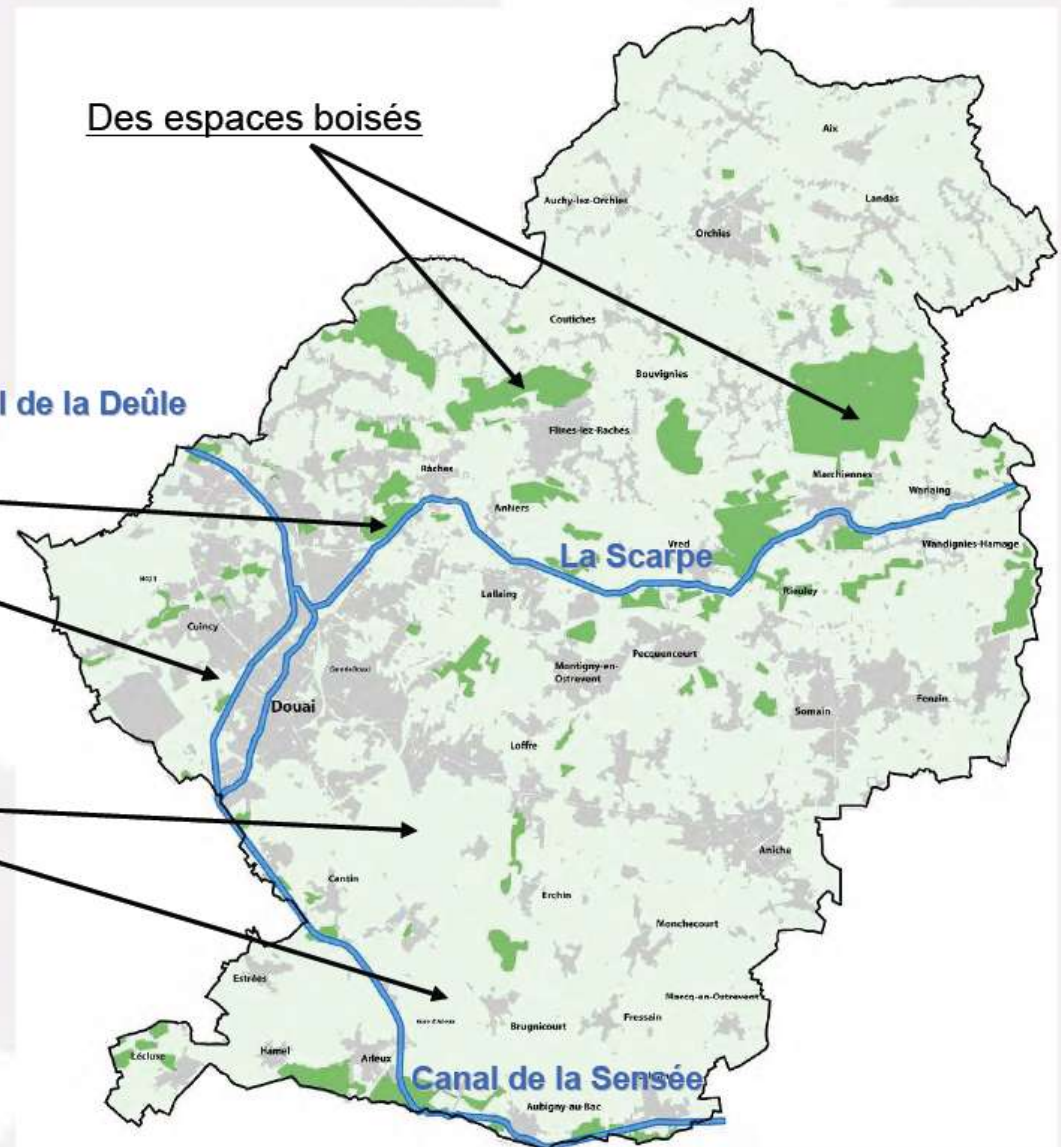 Des espaces boisés
Aix
Auchy-lez-Orchies
Landas
Orchies
Coutiches
Bouvignies
l de la Deûle
Flines-lez-Raches
Râches
Marchiennes
Warlaing
Anhiers
Vred
La Scarpe
Wandignies-Hamage
Rieulay
Lallaing
Cuincy
Pecquencourt
Montigny-en-
Ostrevent
Douai
Somain
Fenain
Loffre
Aniche
Cantin
Erchin
Monchecourt
Estrées
Marcq-en-Ostrevent
Brugnicourt
Fressain
Lécluse
Hamel
Arleux
Canal de la Sensée
Aubigny-au-Bac